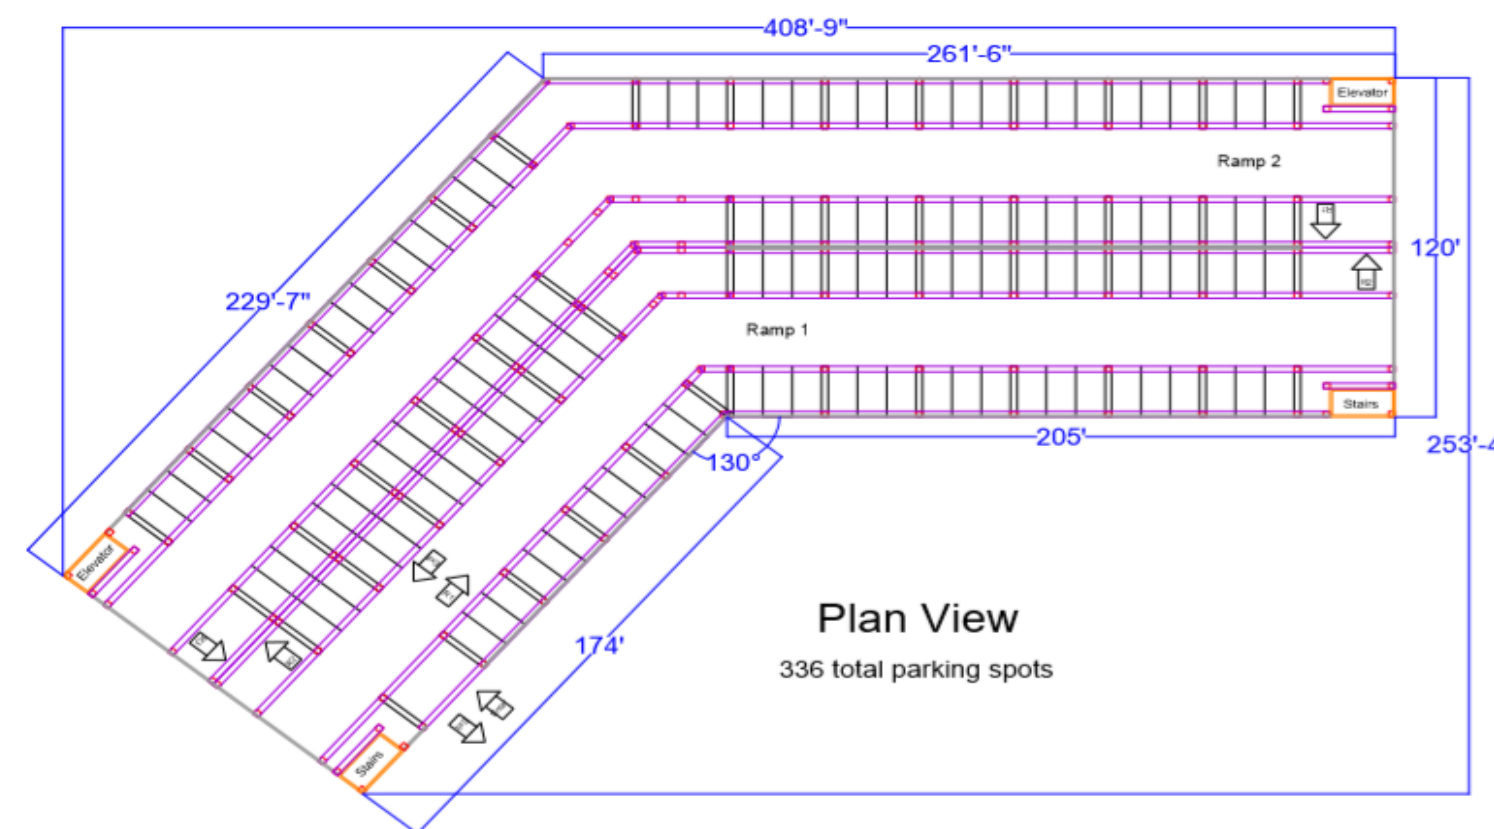 408'-9"
261'-6"
Elevator
Ramp 2
120'
229'-7"
Ramp 1
Stairs
205'
253'-4
130°
Elevator
Plan View
174'
336 total parking spots
Stairs